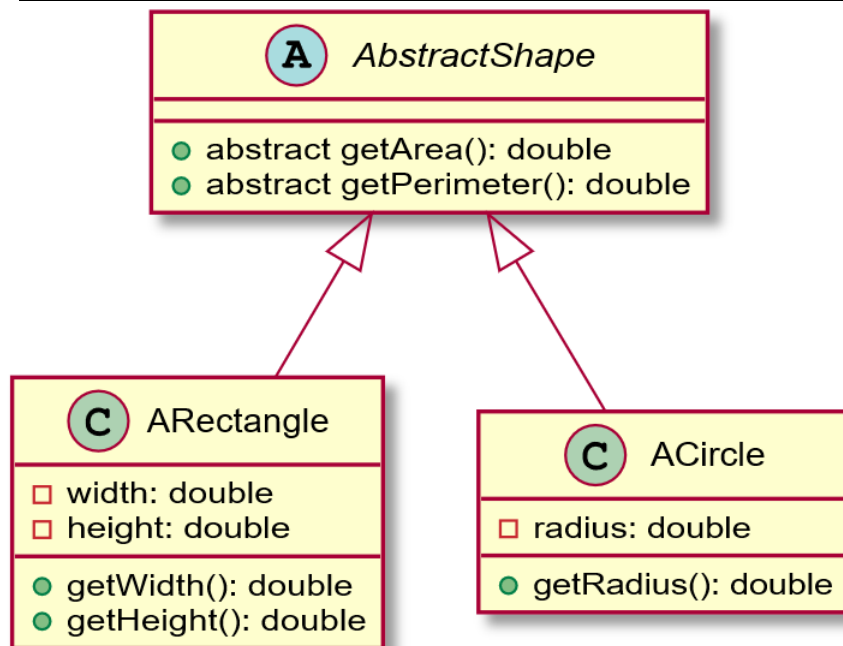 A AbstractShape
abstract getArea(): double
abstract getPerimeter(): double
C ARectangle
width: double
height: double
getWidth(): double
getHeight(): double
C ACircle
radius: double
getRadius(): double